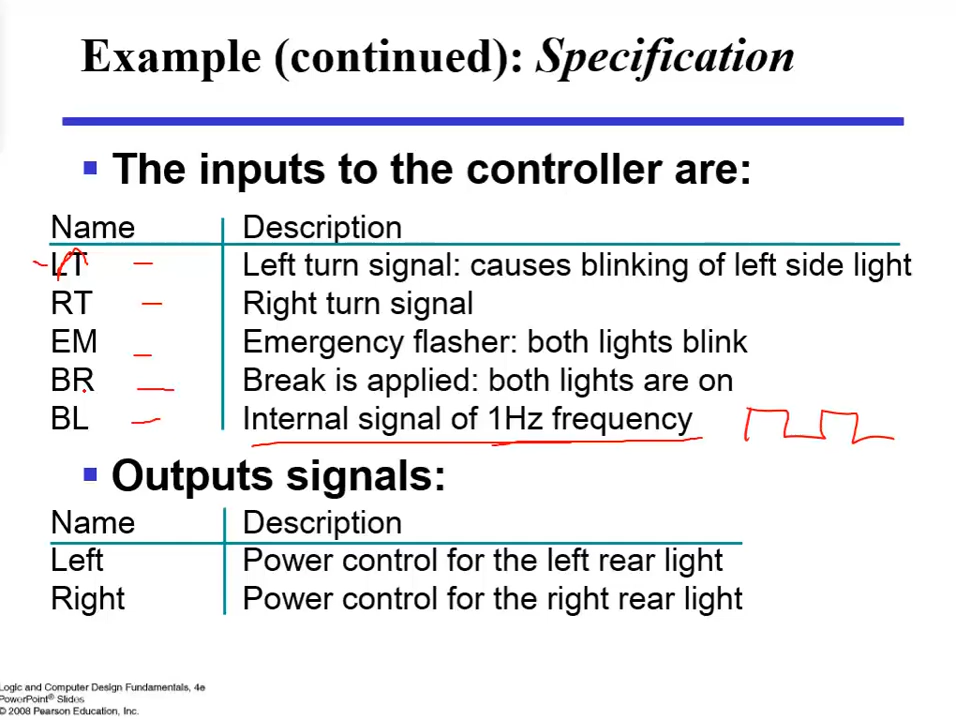 Example (continued): Specification
The inputs to the controller are:
Name Description
LT Left turn signal: causes blinking of left side light
RT Right turn signal
EM Emergency flasher: both lights blink
BR Break is applied: both lights are on
BL Internal signal of 1Hz frequency
Outputs signals:
Name Description
Left Power control for the left rear light
Right Power control for the right rear light
Logic and Computer Design Fundamentals, 4e
PowerPoint® Slides
© 2008 Pearson Education, Inc.